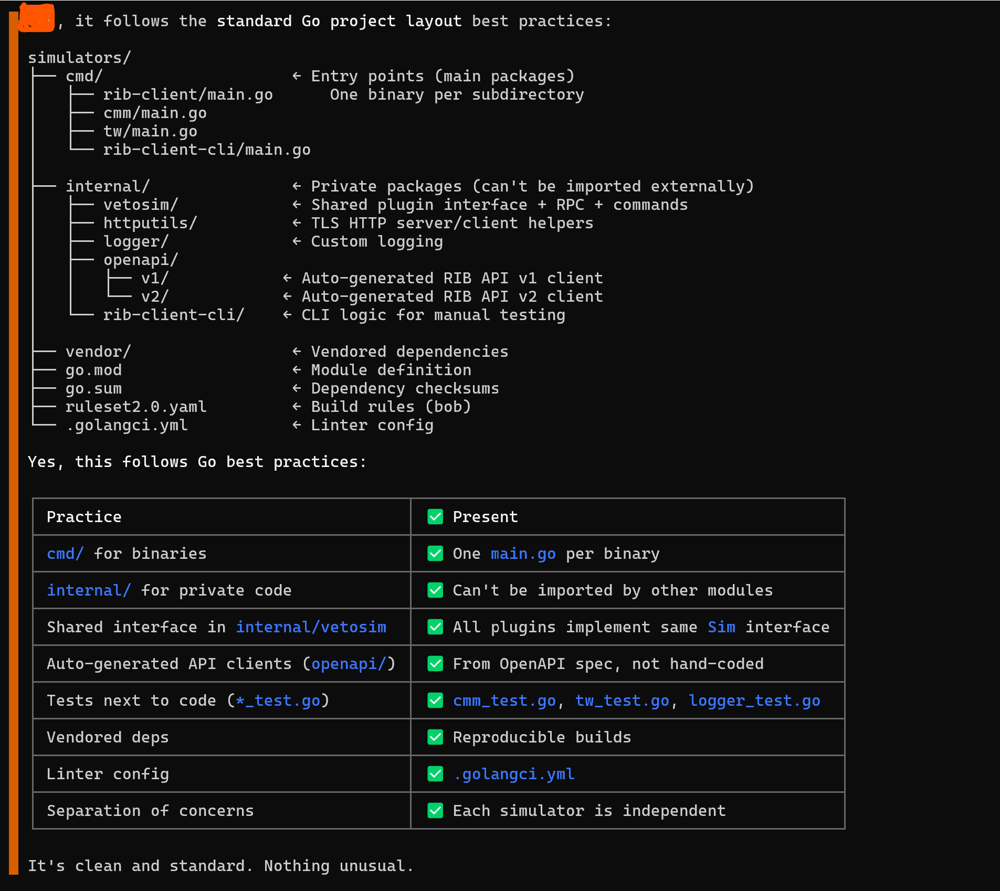 , it follows the standard Go project layout best practices:
simulators/
├── cmd/ ← Entry points (main packages)
├── rib-client/main.go One binary per subdirectory
├── cmm/main.go
├── tw/main.go
└── rib-client-cli/main.go
├── internal/ ← Private packages (can't be imported externally)
├── vetosim/ ← Shared plugin interface + RPC + commands
├── httputils/ ← TLS HTTP server/client helpers
├── logger/ ← Custom logging
├── openapi/
├── v1/ ← Auto-generated RIB API v1 client
└── v2/ ← Auto-generated RIB API v2 client
└── rib-client-cli/ ← CLI logic for manual testing
├── vendor/ ← Vendored dependencies
├── go.mod ← Module definition
├── go.sum ← Dependency checksums
├── ruleset2.0.yaml ← Build rules (bob)
└── .golangci.yml ← Linter config
Yes, this follows Go best practices:
Practice ✅ Present
cmd/ for binaries ✅ One main.go per binary
internal/ for private code ✅ Can't be imported by other modules
Shared interface in internal/vetosim ✅ All plugins implement same Sim interface
Auto-generated API clients (openapi/) ✅ From OpenAPI spec, not hand-coded
Tests next to code (*_test.go) ✅ cmm_test.go, tw_test.go, logger_test.go
Vendored deps ✅ Reproducible builds
Linter config ✅ .golangci.yml
Separation of concerns ✅ Each simulator is independent
It's clean and standard. Nothing unusual.